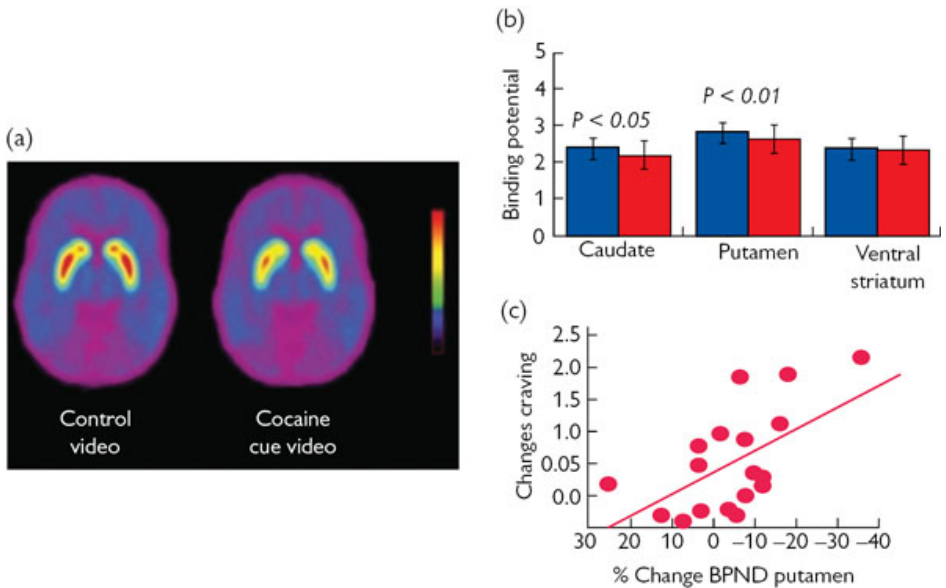 (a)
Control
video
Cocaine
cue video
(b)
Binding potential
5
4
3
2
1
0
P < 0.05
P < 0.01
Caudate
Putamen
Ventral
striatum
(c)
Changes craving
2.5
2.0
1.0
0.05
0.0
30 20 10 0 –10 –20 –30 –40
% Change BPND putamen